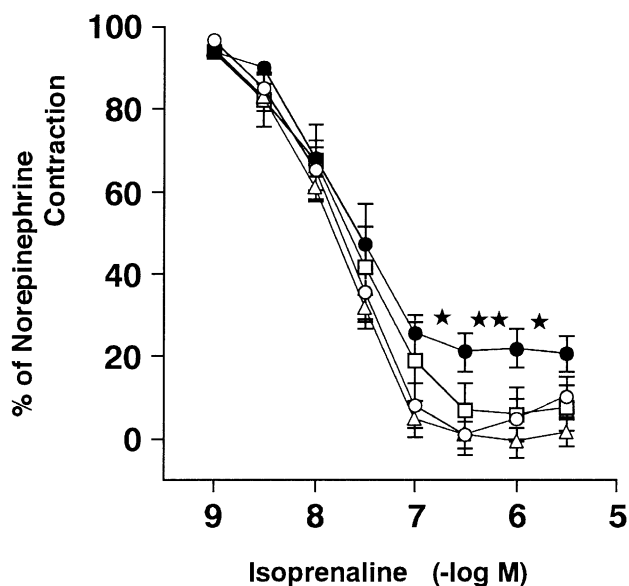 % of Norepinephrine
Contraction
100
80
60
40
20
0
★ ★★ ★
9 8 7 6 5
Isoprenaline (-log M)